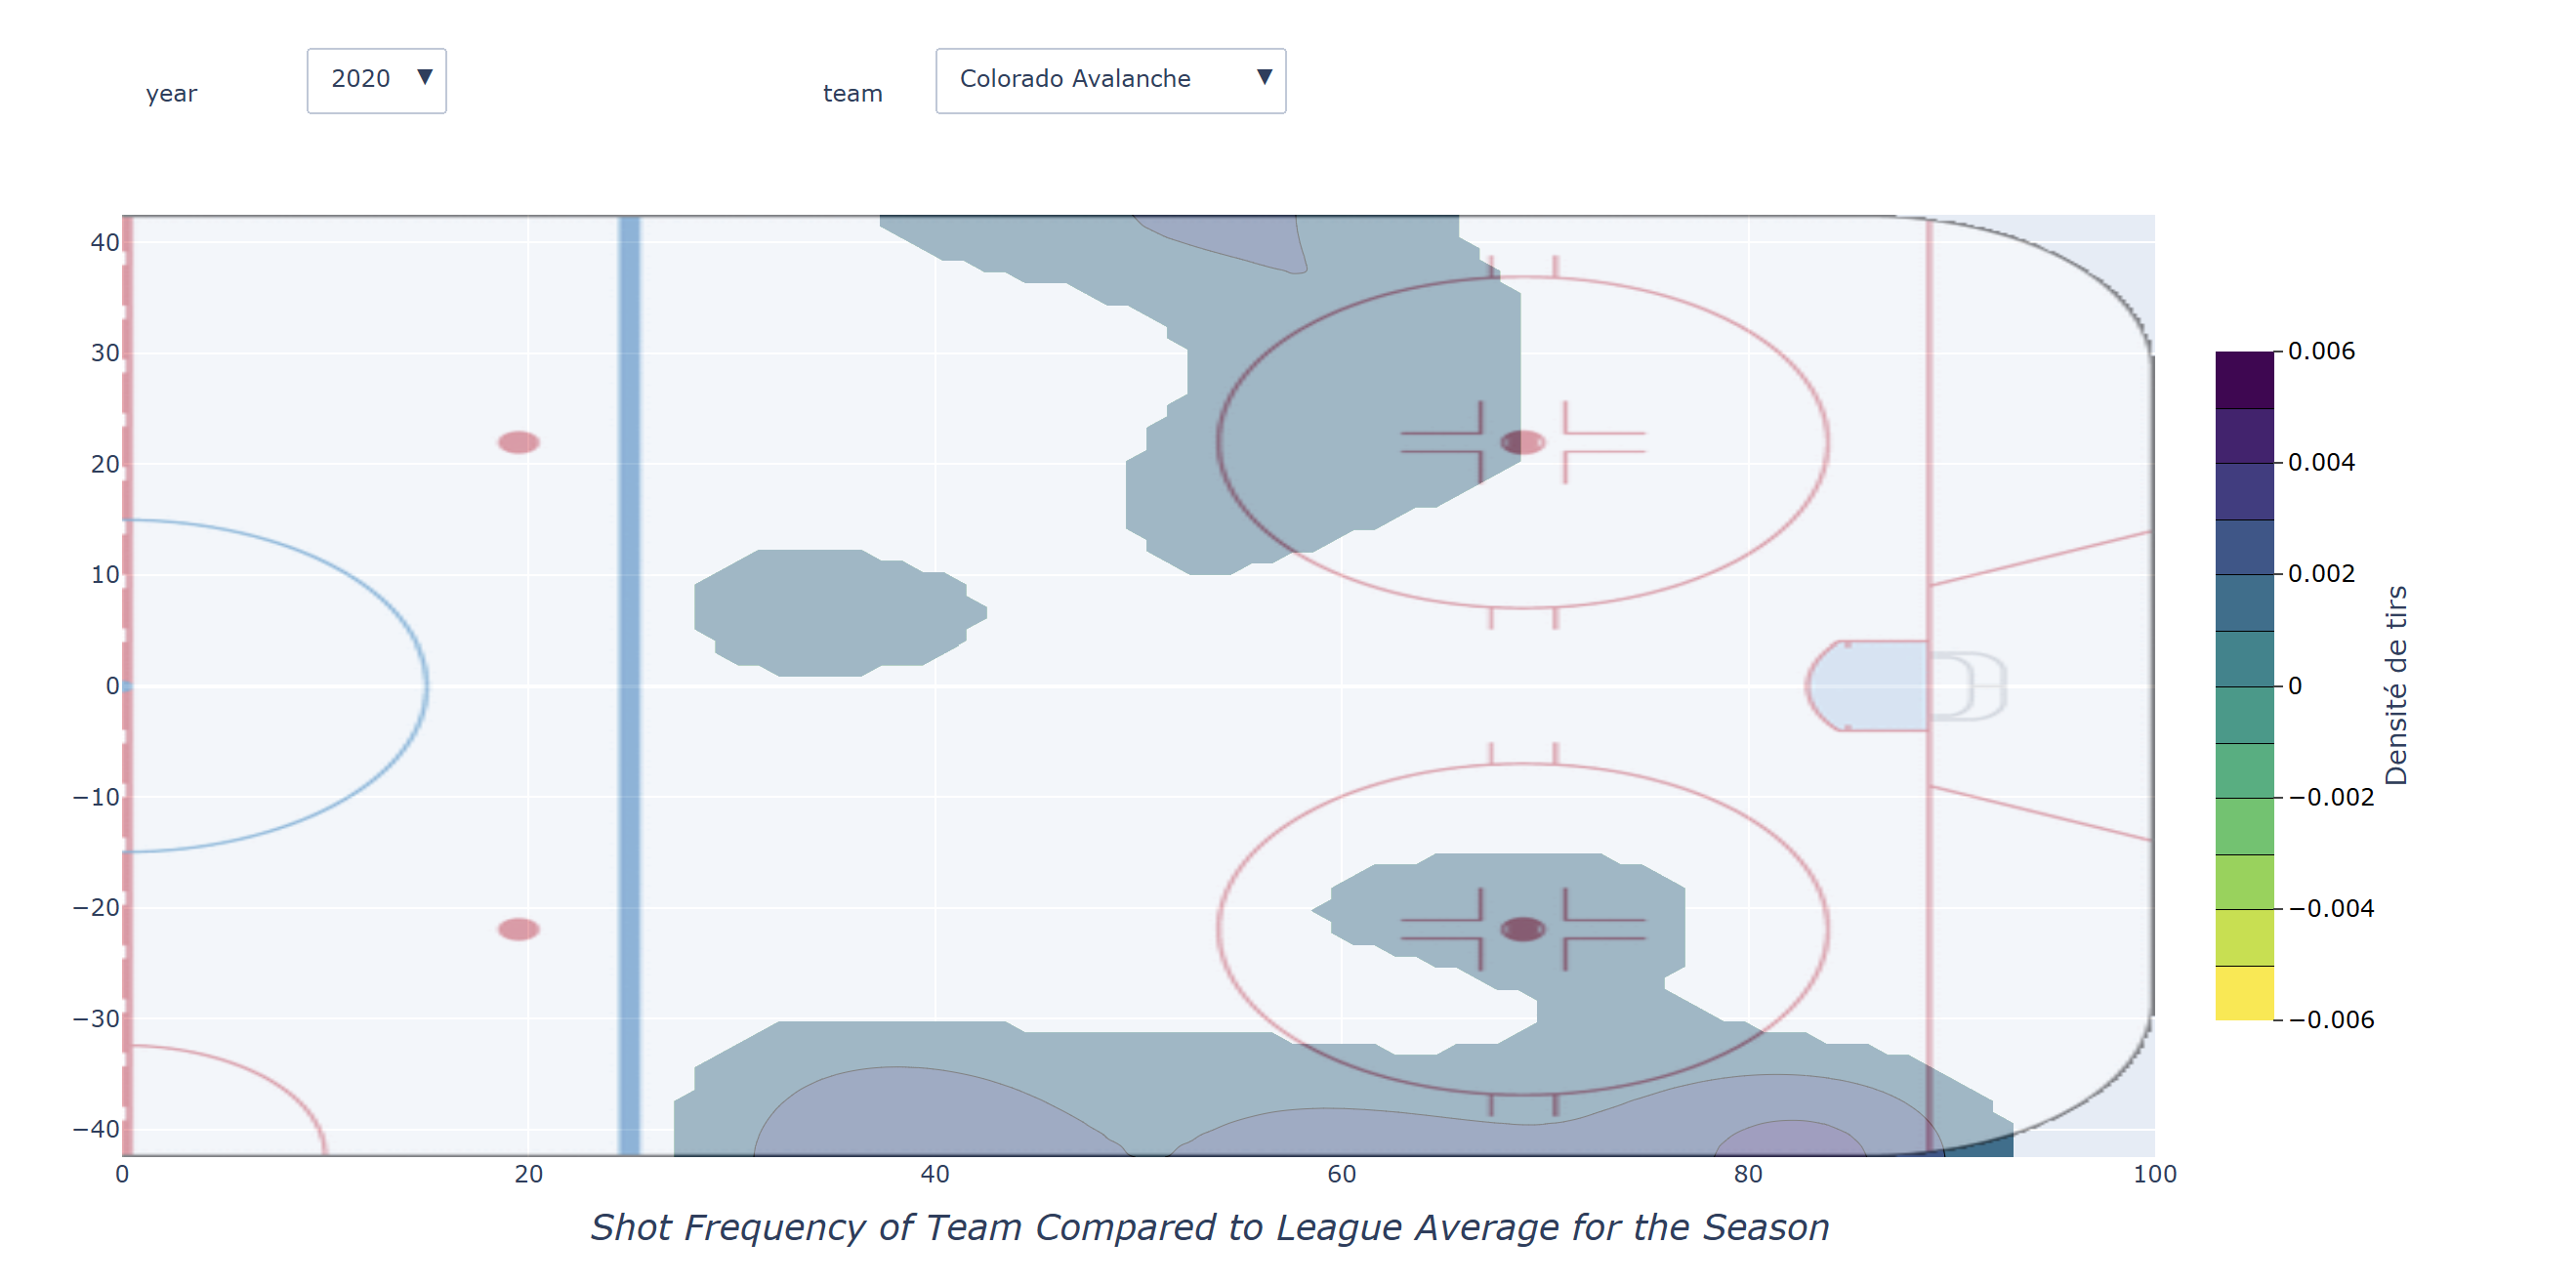 year
2020 ▼
team
Colorado Avalanche ▼
40
30
20
10
0
−10
−20
−30
−40
0 20 40 60 80 100
0.006
0.004
0.002
0
−0.002
−0.004
−0.006
Densité de tirs
Shot Frequency of Team Compared to League Average for the Season